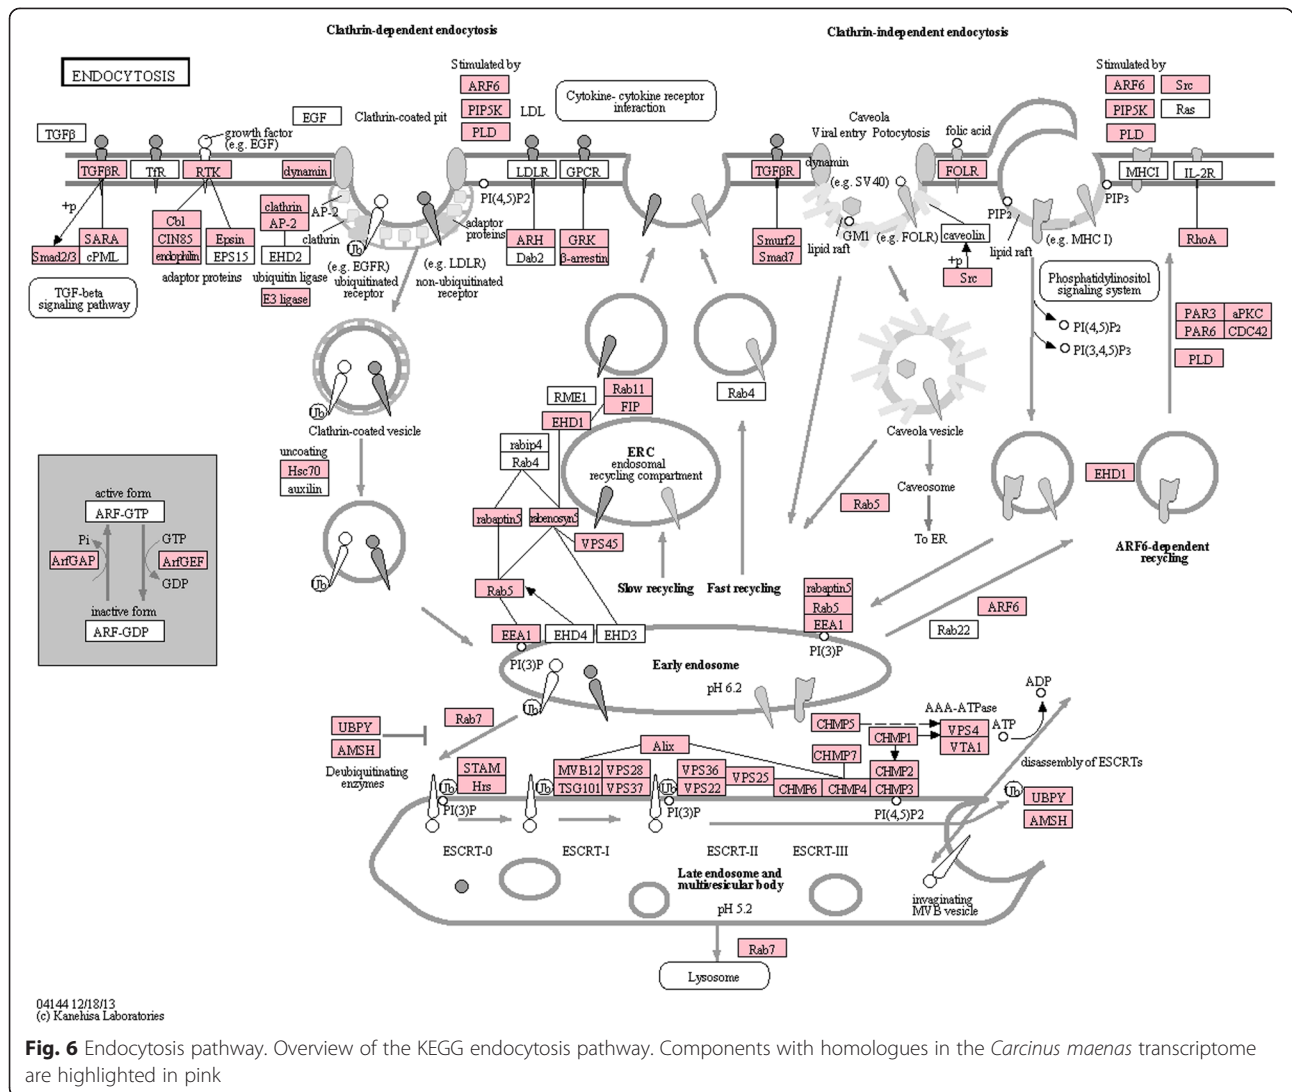 Clathrin-dependent endocytosis
Clathrin-independent endocytosis
ENDOCYTOSIS
Stimulated by
ARF6
PIP5K
PLD
LDL
Cytokine- cytokine receptor
interaction
Stimulated by
ARF6
Src
PIP5K
Ras
PLD
EGF
Clathrin-coated pit
Caveola
Viral entry Potocytosis
folic acid
TGFβ
growth factor
(e.g. EGF)
TGFβR
TfR
RTK
dynamin
LDLR
GPCR
TGFβR
dynamin
FOLR
MHCI
IL-2R
(e.g. SV40)
PI(4,5)P2
PIP2
PIP3
+p
Cbl
CIN85
endophilin
Epsin
EPS15
adaptor proteins
SARA
cPML
Smad2/3
clathrin
AP-2
EHD2
ubiquitin ligase
E3 ligase
AP-2
clathrin
Ub
(e.g. EGFR)
ubiquitinated
receptor
adaptor
proteins
(e.g. LDLR)
non-ubiquitinated
receptor
ARH
Dab2
GRK
β-arrestin
Smurf2
Smad7
GM1
lipid raft
(e.g. FOLR)
caveolin
+p
Src
lipid raft
(e.g. MHC I)
RhoA
TGF-beta
signaling pathway
Phosphatidylinositol
signaling system
PI(4,5)P2
PI(3,4,5)P3
PAR3
aPKC
PAR6
CDC42
PLD
Ub
Clathrin-coated vesicle
RME1
Rab11
FIP
EHD1
Rab4
Caveola vesicle
uncoating
Hsc70
auxilin
rabip4
Rab4
ERC
endosomal
recycling compartment
Caveosome
To ER
Rab5
EHD1
ARF6-dependent
recycling
active form
ARF-GTP
Pi
GTP
ArfGAP
ArfGEF
GDP
inactive form
ARF-GDP
rabaptin5
rabenosyn5
VPS45
Ub
Slow recycling
Fast recycling
Rab5
EEA1
EHD4
EHD3
PI(3)P
rabaptin5
Rab5
EEA1
PI(3)P
ARF6
Rab22
Early endosome
pH 6.2
Ub
Rab7
UBPY
AMSH
Deubiquitinating
enzymes
ADP
AAA-ATPase
ATP
CHMP5
CHMP1
VPS4
VTA1
Alix
CHMP7
disassembly of ESCRTs
STAM
Hrs
Ub
PI(3)P
MVB12
VPS28
TSG101
VPS37
Ub
VPS36
VPS22
VPS25
Ub
PI(3)P
CHMP6
CHMP4
CHMP2
CHMP3
PI(4,5)P2
Ub
UBPY
AMSH
ESCRT-0
ESCRT-I
ESCRT-II
ESCRT-III
Late endosome and
multivesicular body
pH 5.2
invaginating
MVB vesicle
Rab7
Lysosome
04144 12/18/13
(c) Kanehisa Laboratories
Fig. 6 Endocytosis pathway. Overview of the KEGG endocytosis pathway. Components with homologues in the Carcinus maenas transcriptome
are highlighted in pink